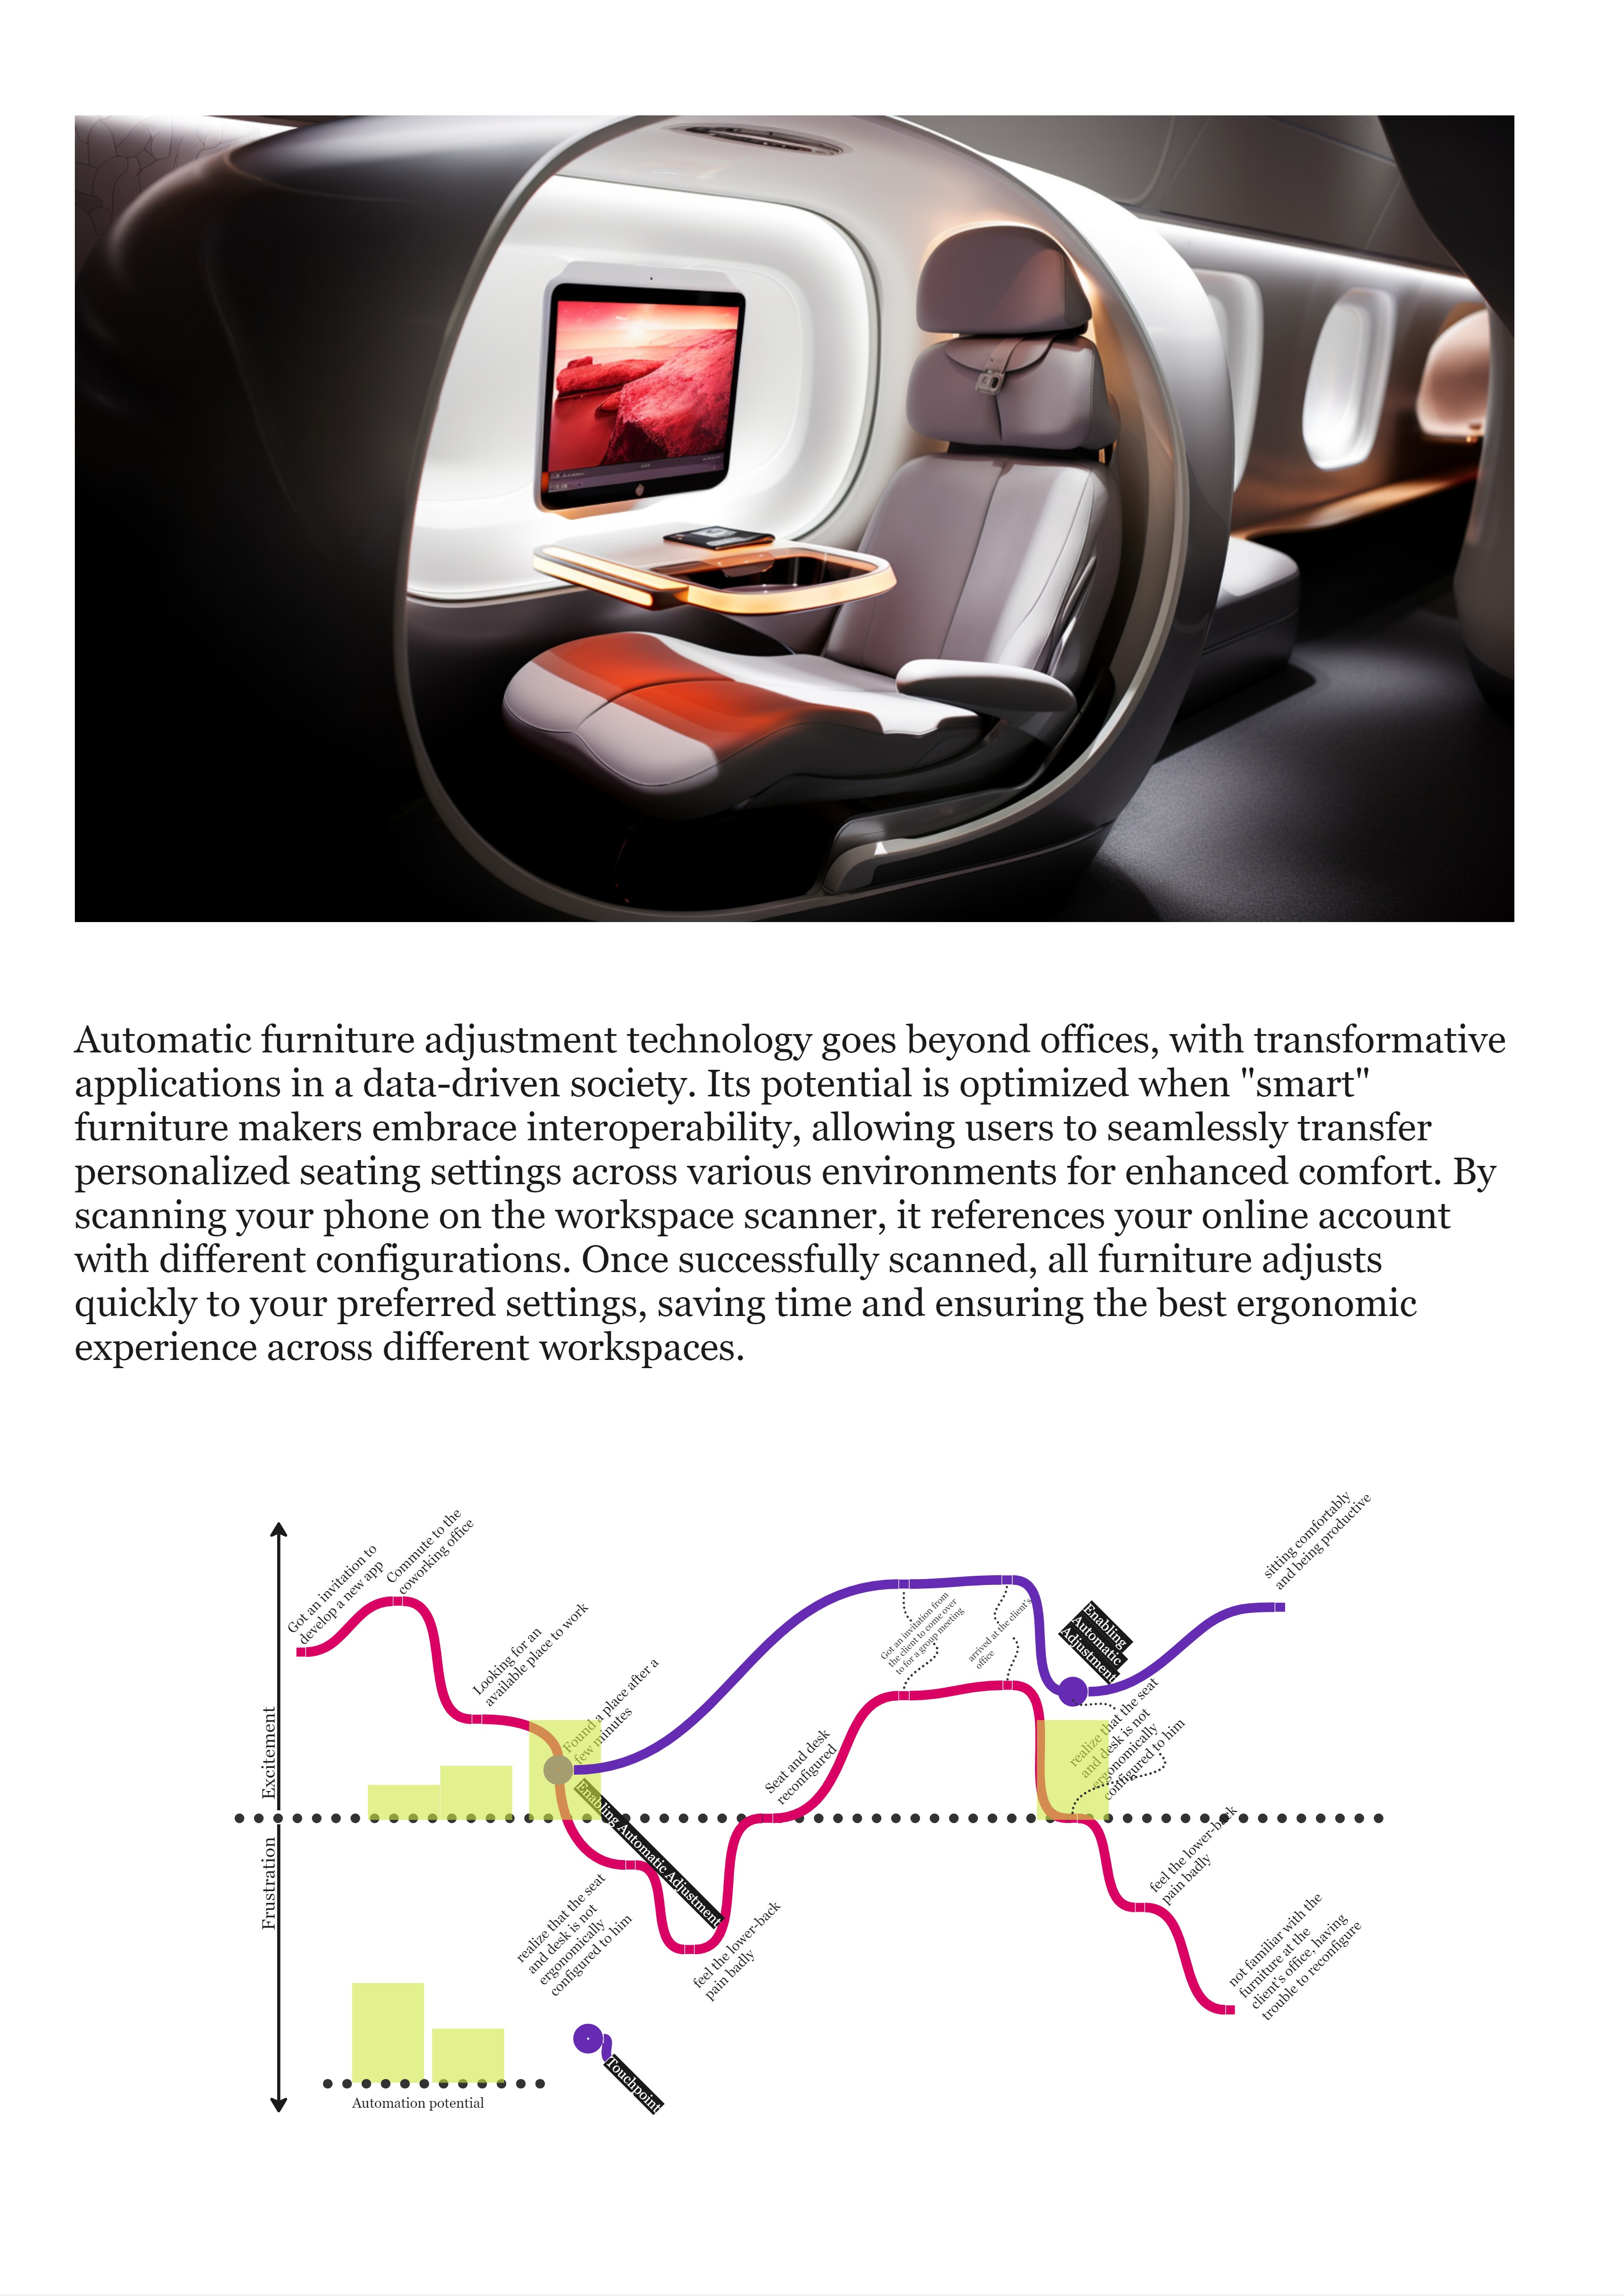 Automatic furniture adjustment technology goes beyond offices, with transformative
applications in a data-driven society. Its potential is optimized when "smart"
furniture makers embrace interoperability, allowing users to seamlessly transfer
personalized seating settings across various environments for enhanced comfort. By
scanning your phone on the workspace scanner, it references your online account
with different configurations. Once successfully scanned, all furniture adjusts
quickly to your preferred settings, saving time and ensuring the best ergonomic
experience across different workspaces.
Excitement
Frustration
Got an invitation to
develop a new app
Commute to the
coworking office
Looking for an
available place to work
Found a place after a
few minutes
Enabling Automatic Adjustment
realize that the seat
and desk is not
ergonomically
configured to him
feel the lower-back
pain badly
Seat and desk
reconfigured
Got an invitation from
the client to come over
to for a group meeting
arrived at the client's
office
Enabling
Automatic
Adjustment
realize that the seat
and desk is not
ergonomically
configured to him
sitting comfortably
and being productive
feel the lower-back
pain badly
not familiar with the
furniture at the
client's office, having
trouble to reconfigure
Automation potential
Touchpoint